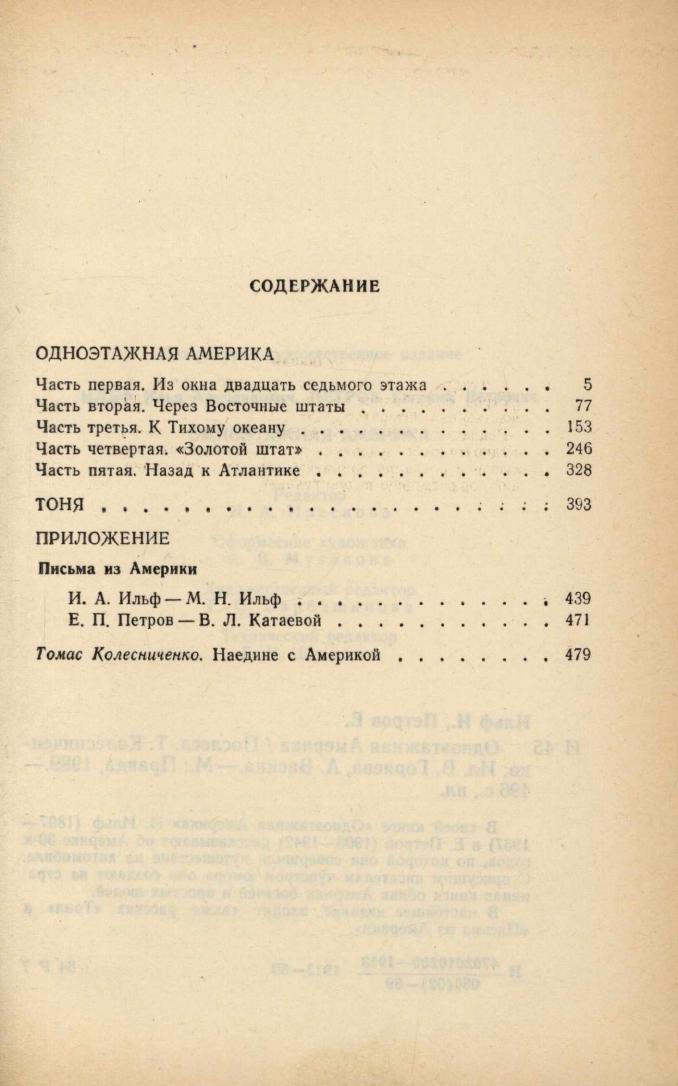 СОДЕРЖАНИЕ
ОДНОЭТАЖНАЯ АМЕРИКА
Часть первая. Из окна двадцать седьмого этажа . . . . . . 5
Часть вторая. Через Восточные штаты . . . . . . . . . . 77
Часть третья. К Тихому океану . . . . . . . . . . . . . 153
Часть четвертая. «Золотой штат» . . . . . . . . . . . . 246
Часть пятая. Назад к Атлантике . . . . . . . . . . . . . 328
ТОНЯ . . . . . . . . . . . . . . . . . . . . . . . . 393
ПРИЛОЖЕНИЕ
Письма из Америки
И. А. Ильф — М. Н. Ильф . . . . . . . . . . . . . . 439
Е. П. Петров — В. Л. Катаевой . . . . . . . . . . . . 471
Томас Колесниченко. Наедине с Америкой . . . . . . . . 479